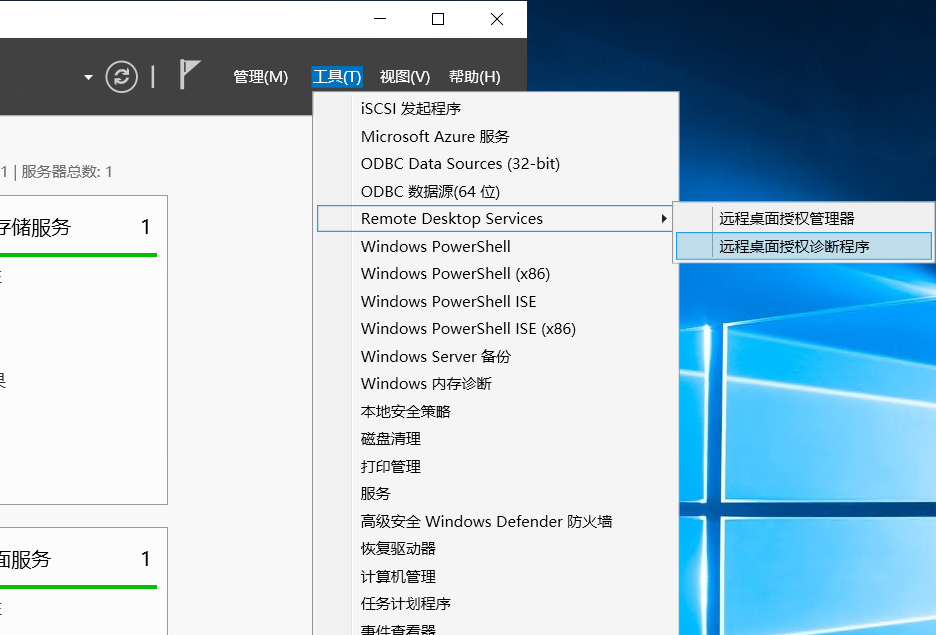 管理(M) 工具(T) 视图(V) 帮助(H)
1 | 服务器总数: 1
存储服务 1
面服务 1
iSCSI 发起程序
Microsoft Azure 服务
ODBC Data Sources (32-bit)
ODBC 数据源(64 位)
Remote Desktop Services
Windows PowerShell
Windows PowerShell (x86)
Windows PowerShell ISE
Windows PowerShell ISE (x86)
Windows Server 备份
Windows 内存诊断
本地安全策略
磁盘清理
打印管理
服务
高级安全 Windows Defender 防火墙
恢复驱动器
计算机管理
任务计划程序
事件查看器
远程桌面授权管理器
远程桌面授权诊断程序